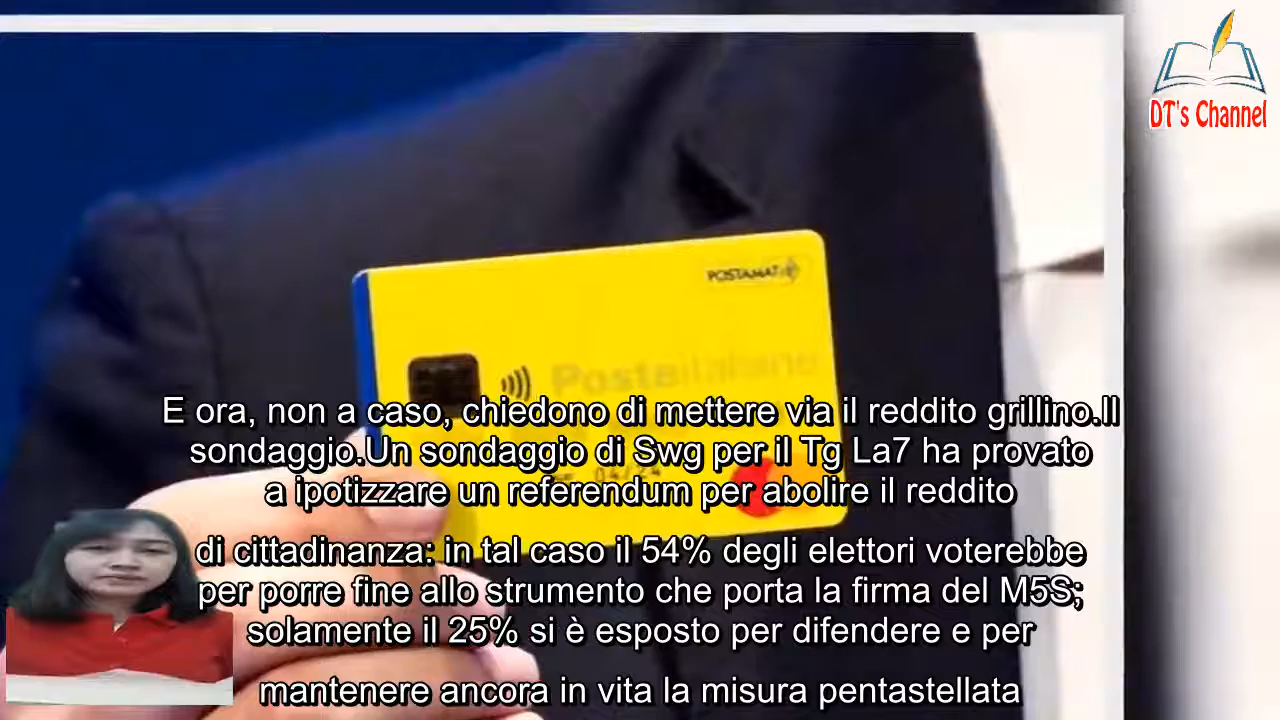 DT's Channel
POSTAMAT
Posteitaliane
E ora, non a caso, chiedono di mettere via il reddito grillino.Il
sondaggio.Un sondaggio di Swg per il Tg La7 ha provato
a ipotizzare un referendum per abolire il reddito
di cittadinanza: in tal caso il 54% degli elettori voterebbe
per porre fine allo strumento che porta la firma del M5S;
solamente il 25% si è esposto per difendere e per
mantenere ancora in vita la misura pentastellata